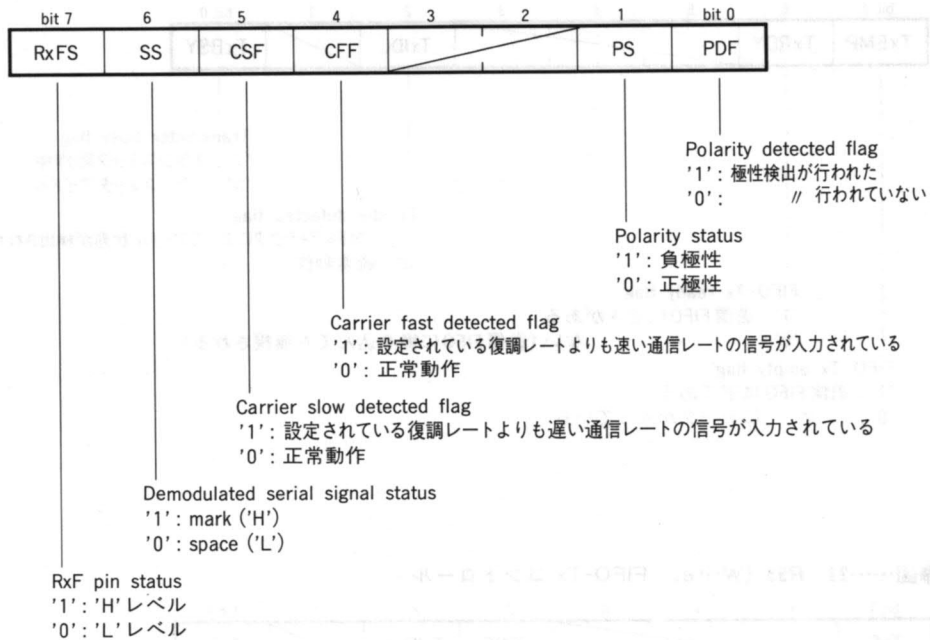 bit 7 6 5 4 3 2 1 bit 0
RxFS SS CSF CFF PS PDF
Polarity detected flag
'1': 極性検出が行われた
'0': 〃 行われていない
Polarity status
'1': 負極性
'0': 正極性
Carrier fast detected flag
'1': 設定されている復調レートよりも速い通信レートの信号が入力されている
'0': 正常動作
Carrier slow detected flag
'1': 設定されている復調レートよりも遅い通信レートの信号が入力されている
'0': 正常動作
Demodulated serial signal status
'1': mark ('H')
'0': space ('L')
RxF pin status
'1': 'H' レベル
'0': 'L' レベル